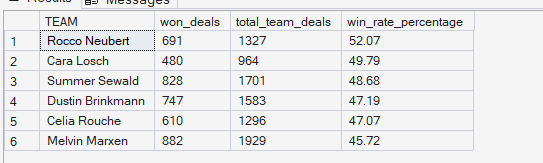 Results Messages
TEAM won_deals total_team_deals win_rate_percentage
1 Rocco Neubert 691 1327 52.07
2 Cara Losch 480 964 49.79
3 Summer Sewald 828 1701 48.68
4 Dustin Brinkmann 747 1583 47.19
5 Celia Rouche 610 1296 47.07
6 Melvin Marxen 882 1929 45.72